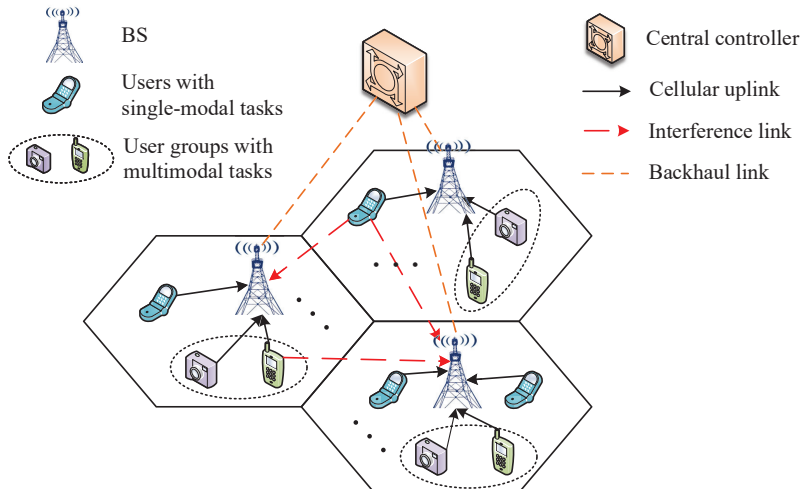 BS
Users with
single-modal tasks
User groups with
multimodal tasks
Central controller
Cellular uplink
Interference link
Backhaul link